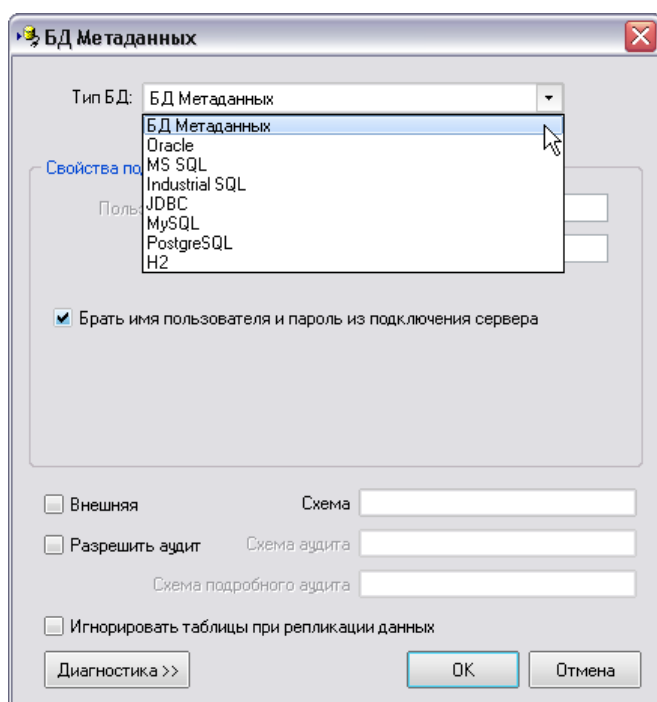 БД Метаданных
Тип БД: БД Метаданных
БД Метаданных
Oracle
MS SQL
Industrial SQL
JDBC
MySQL
PostgreSQL
H2
Свойства по
Польз
Брать имя пользователя и пароль из подключения сервера
Внешняя Схема
Разрешить аудит Схема аудита
Схема подробного аудита
Игнорировать таблицы при репликации данных
Диагностика >> OK Отмена